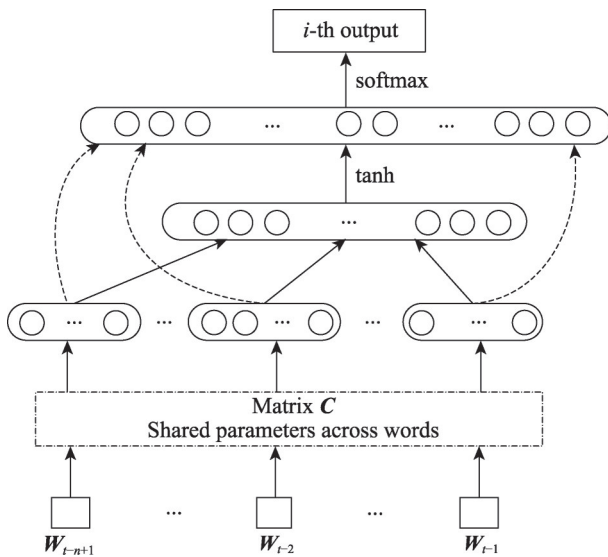 i-th output
softmax
... ... ...
tanh
...
... ... ... ... ...
Matrix C
Shared parameters across words
... ...
W_{t-n+1} W_{t-2} W_{t-1}